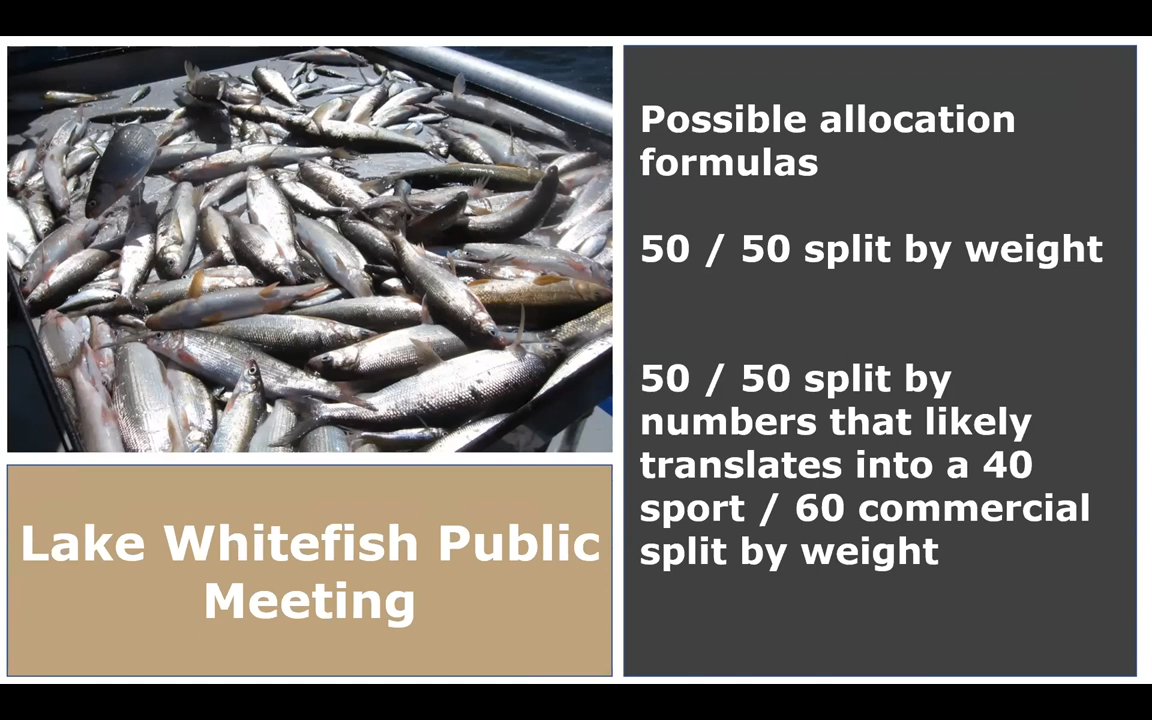 Possible allocation
formulas
50 / 50 split by weight
50 / 50 split by
numbers that likely
translates into a 40
sport / 60 commercial
split by weight
Lake Whitefish Public
Meeting